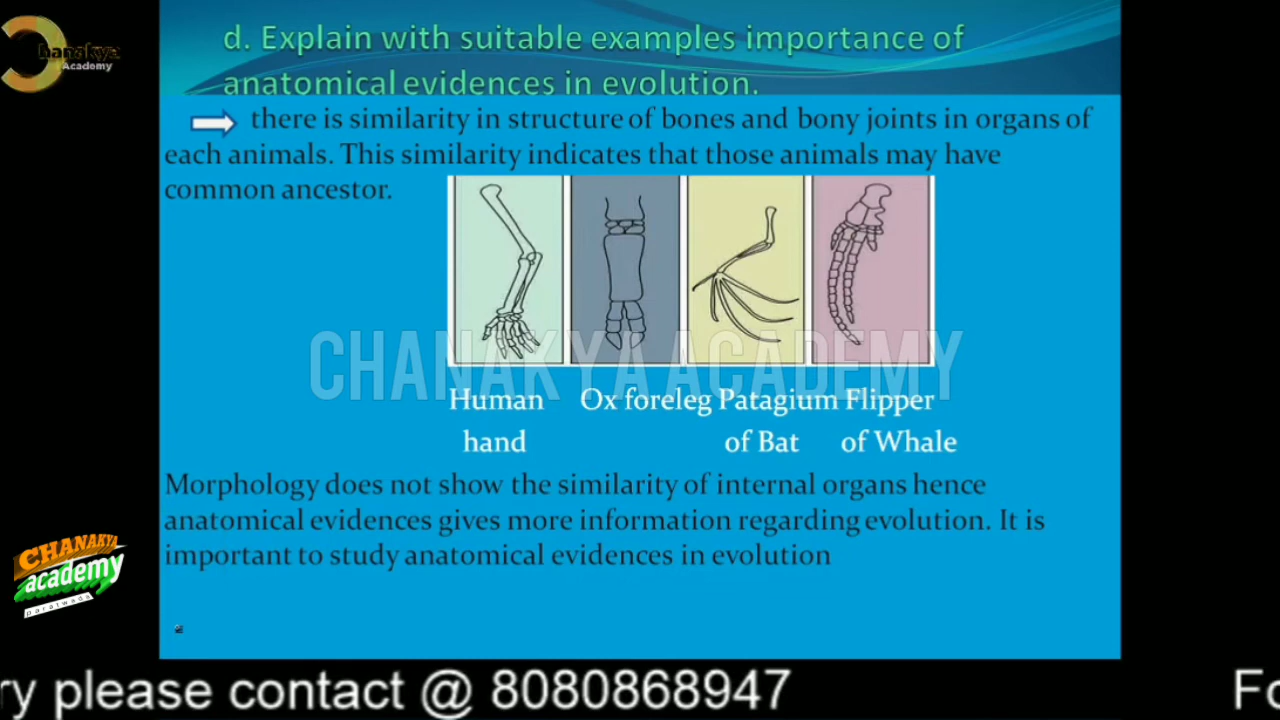 hanakya
Academy
d. Explain with suitable examples importance of
anatomical evidences in evolution.
there is similarity in structure of bones and bony joints in organs of
each animals. This similarity indicates that those animals may have
common ancestor.
CHANAKYA ACADEMY
Human Ox foreleg Patagium Flipper
hand of Bat of Whale
Morphology does not show the similarity of internal organs hence
anatomical evidences gives more information regarding evolution. It is
important to study anatomical evidences in evolution
CHANAKYA
academy
paratwada
ry please contact @ 8080868947 Fo